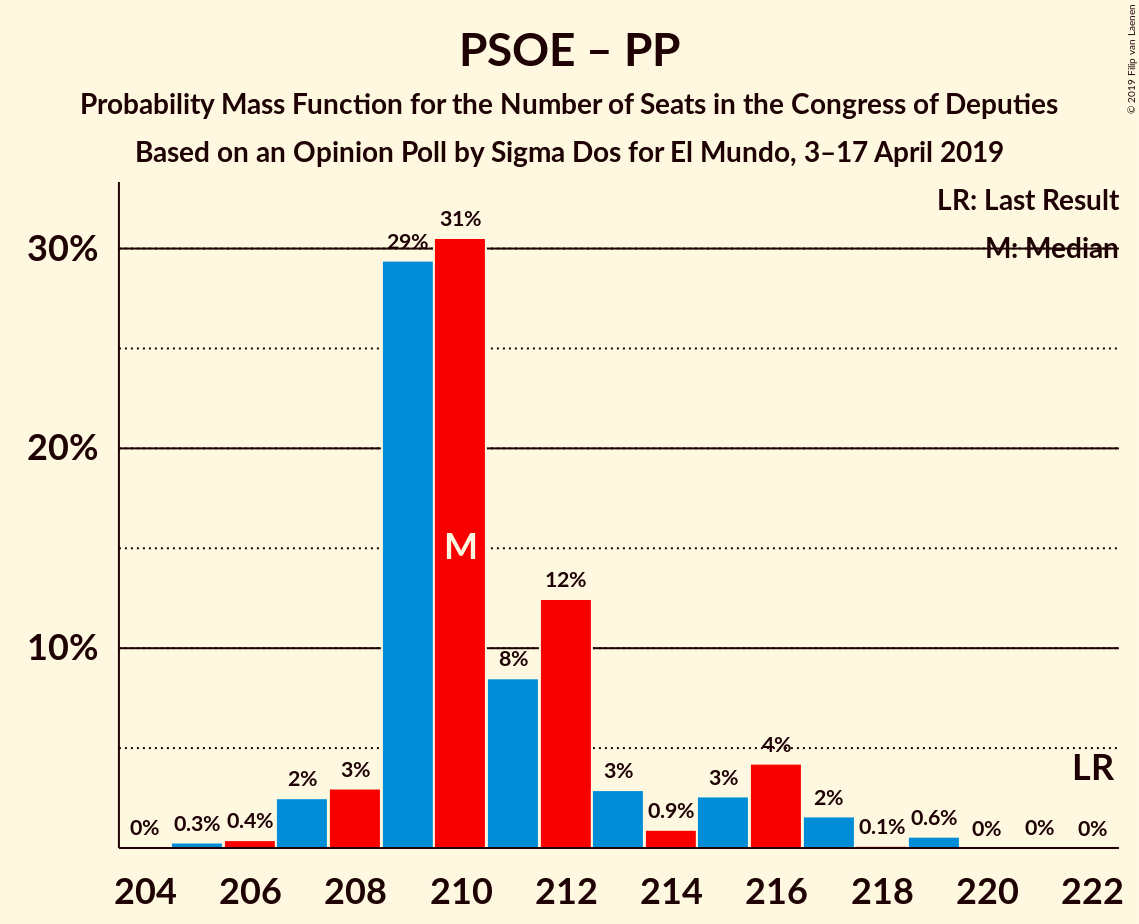 © 2019 Filip van Laenen
PSOE – PP
Probability Mass Function for the Number of Seats in the Congress of Deputies
Based on an Opinion Poll by Sigma Dos for El Mundo, 3–17 April 2019
LR: Last Result
M: Median
30%
20%
10%
0%
0.3%
0.4%
2%
3%
29%
31%
8%
12%
3%
0.9%
3%
4%
2%
0.1%
0.6%
0%
0%
0%
M
LR
204 206 208 210 212 214 216 218 220 222